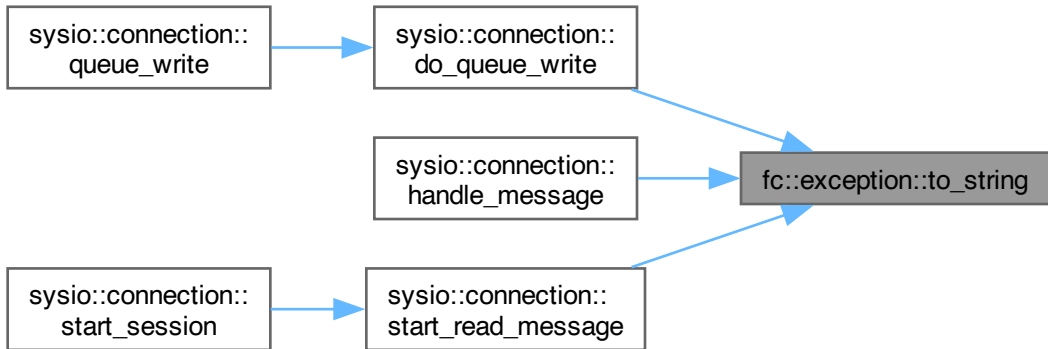 sysio::connection::
queue_write
sysio::connection::
do_queue_write
sysio::connection::
handle_message
fc::exception::to_string
sysio::connection::
start_session
sysio::connection::
start_read_message